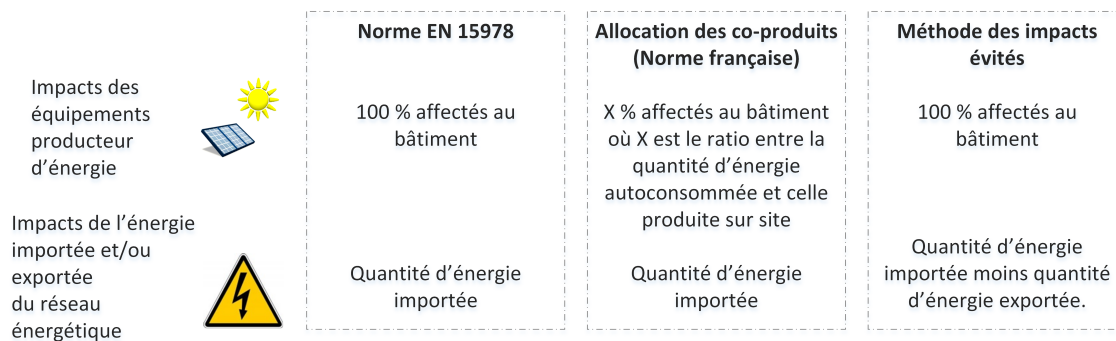 Norme EN 15978
Allocation des co-produits
(Norme française)
Méthode des impacts
évités
Impacts des
équipements
producteur
d’énergie
100 % affectés au
bâtiment
X % affectés au bâtiment
où X est le ratio entre la
quantité d’énergie
autoconsommée et celle
produite sur site
100 % affectés au
bâtiment
Impacts de l’énergie
importée et/ou
exportée
du réseau
énergétique
Quantité d’énergie
importée
Quantité d’énergie
importée
Quantité d’énergie
importée moins quantité
d’énergie exportée.